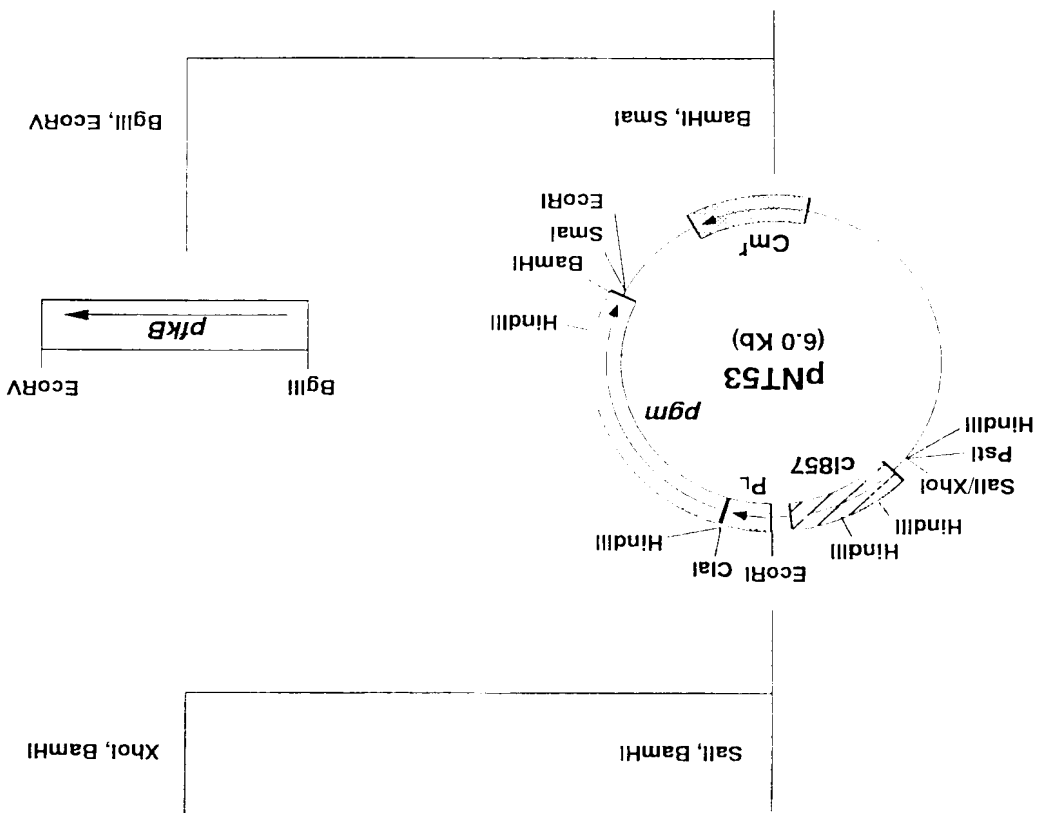 SalI, BamHI
XhoI, BamHI
EcoRI
ClaI
HindIII
HindIII
HindIII
SalI/XhoI
PstI
HindIII
cI857
PL
pgm
pNT53
(6.0 Kb)
HindIII
BamHI
SmaI
EcoRI
Cmr
BglII
EcoRV
pfkB
BamHI, SmaI
BglII, EcoRV